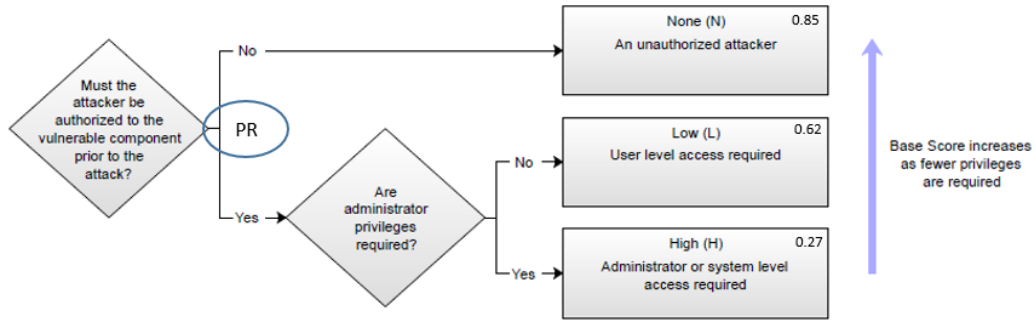 Must the
attacker be
authorized to the
vulnerable component
prior to the
attack?
PR
No
Yes
None (N) 0.85
An unauthorized attacker
Are
administrator
privileges
required?
No
Yes
Low (L) 0.62
User level access required
High (H) 0.27
Administrator or system level
access required
Base Score increases
as fewer privileges
are required